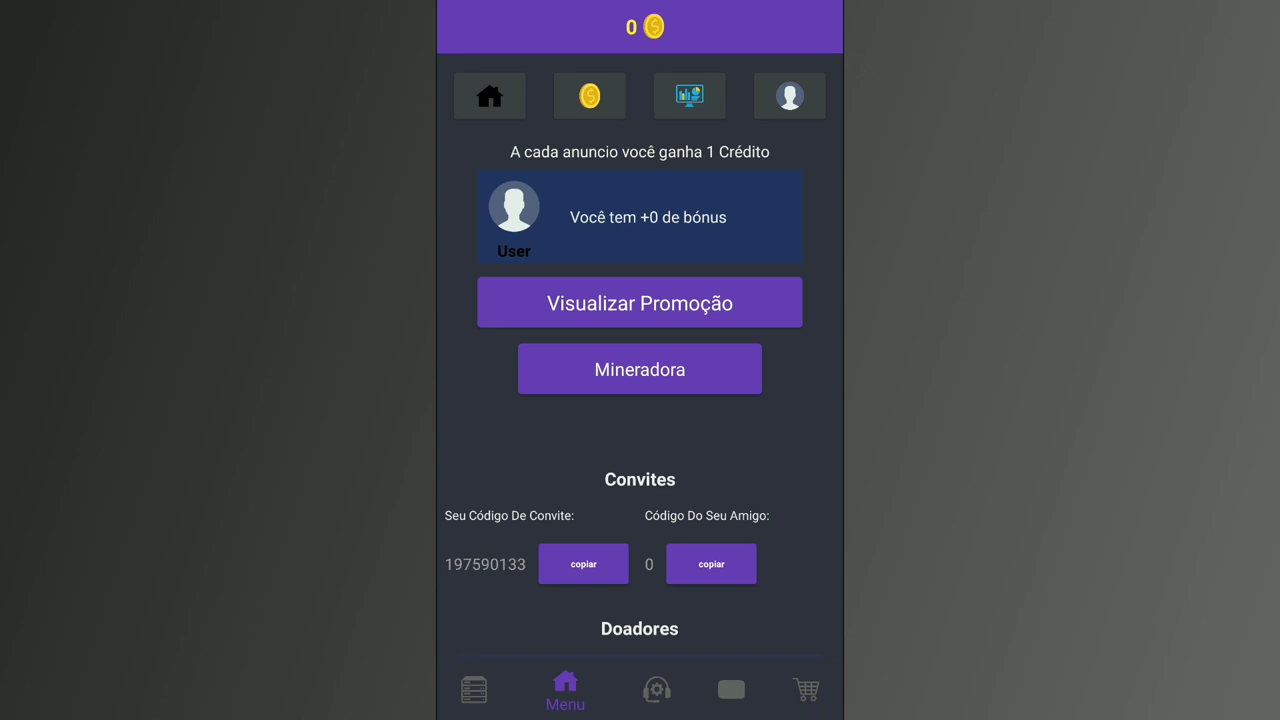 0
A cada anuncio você ganha 1 Crédito
Você tem +0 de bónus
User
Visualizar Promoção
Mineradora
Convites
Seu Código De Convite: Código Do Seu Amigo:
197590133 copiar 0 copiar
Doadores
Menu